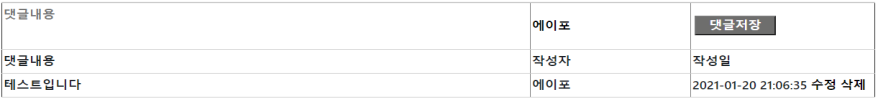 댓글내용 에이포 댓글저장
댓글내용 작성자 작성일
테스트입니다 에이포 2021-01-20 21:06:35 수정 삭제